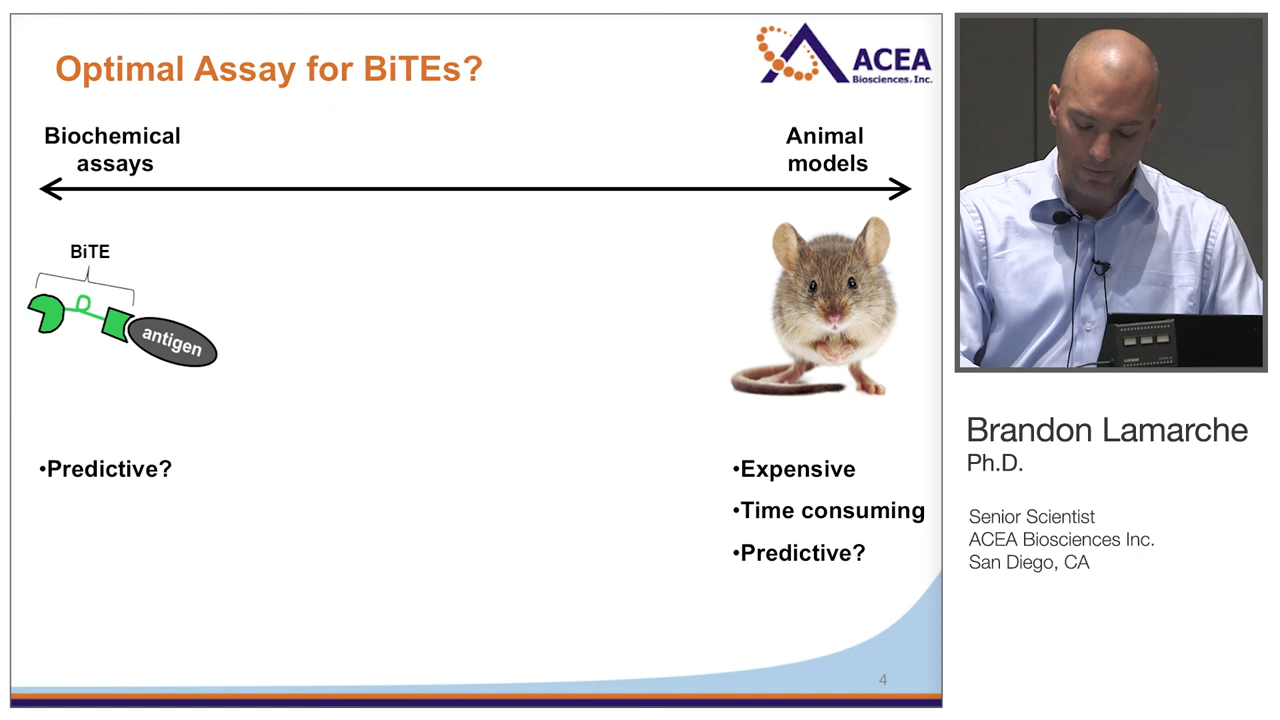 Optimal Assay for BiTEs?
ACEA
Biosciences, Inc.
Biochemical
assays
Animal
models
BiTE
antigen
•Predictive?
•Expensive
•Time consuming
•Predictive?
4
Brandon Lamarche
Ph.D.
Senior Scientist
ACEA Biosciences Inc.
San Diego, CA